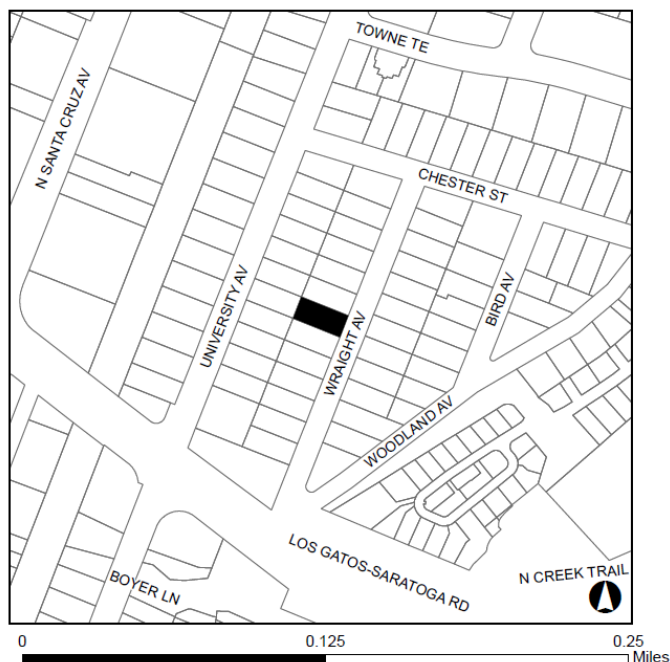 TOWNE TE
N SANTA CRUZ AV
CHESTER ST
UNIVERSITY AV
BIRD AV
WRAIGHT AV
WOODLAND AV
LOS GATOS-SARATOGA RD
N CREEK TRAIL
BOYER LN
0 0.125 0.25
Miles